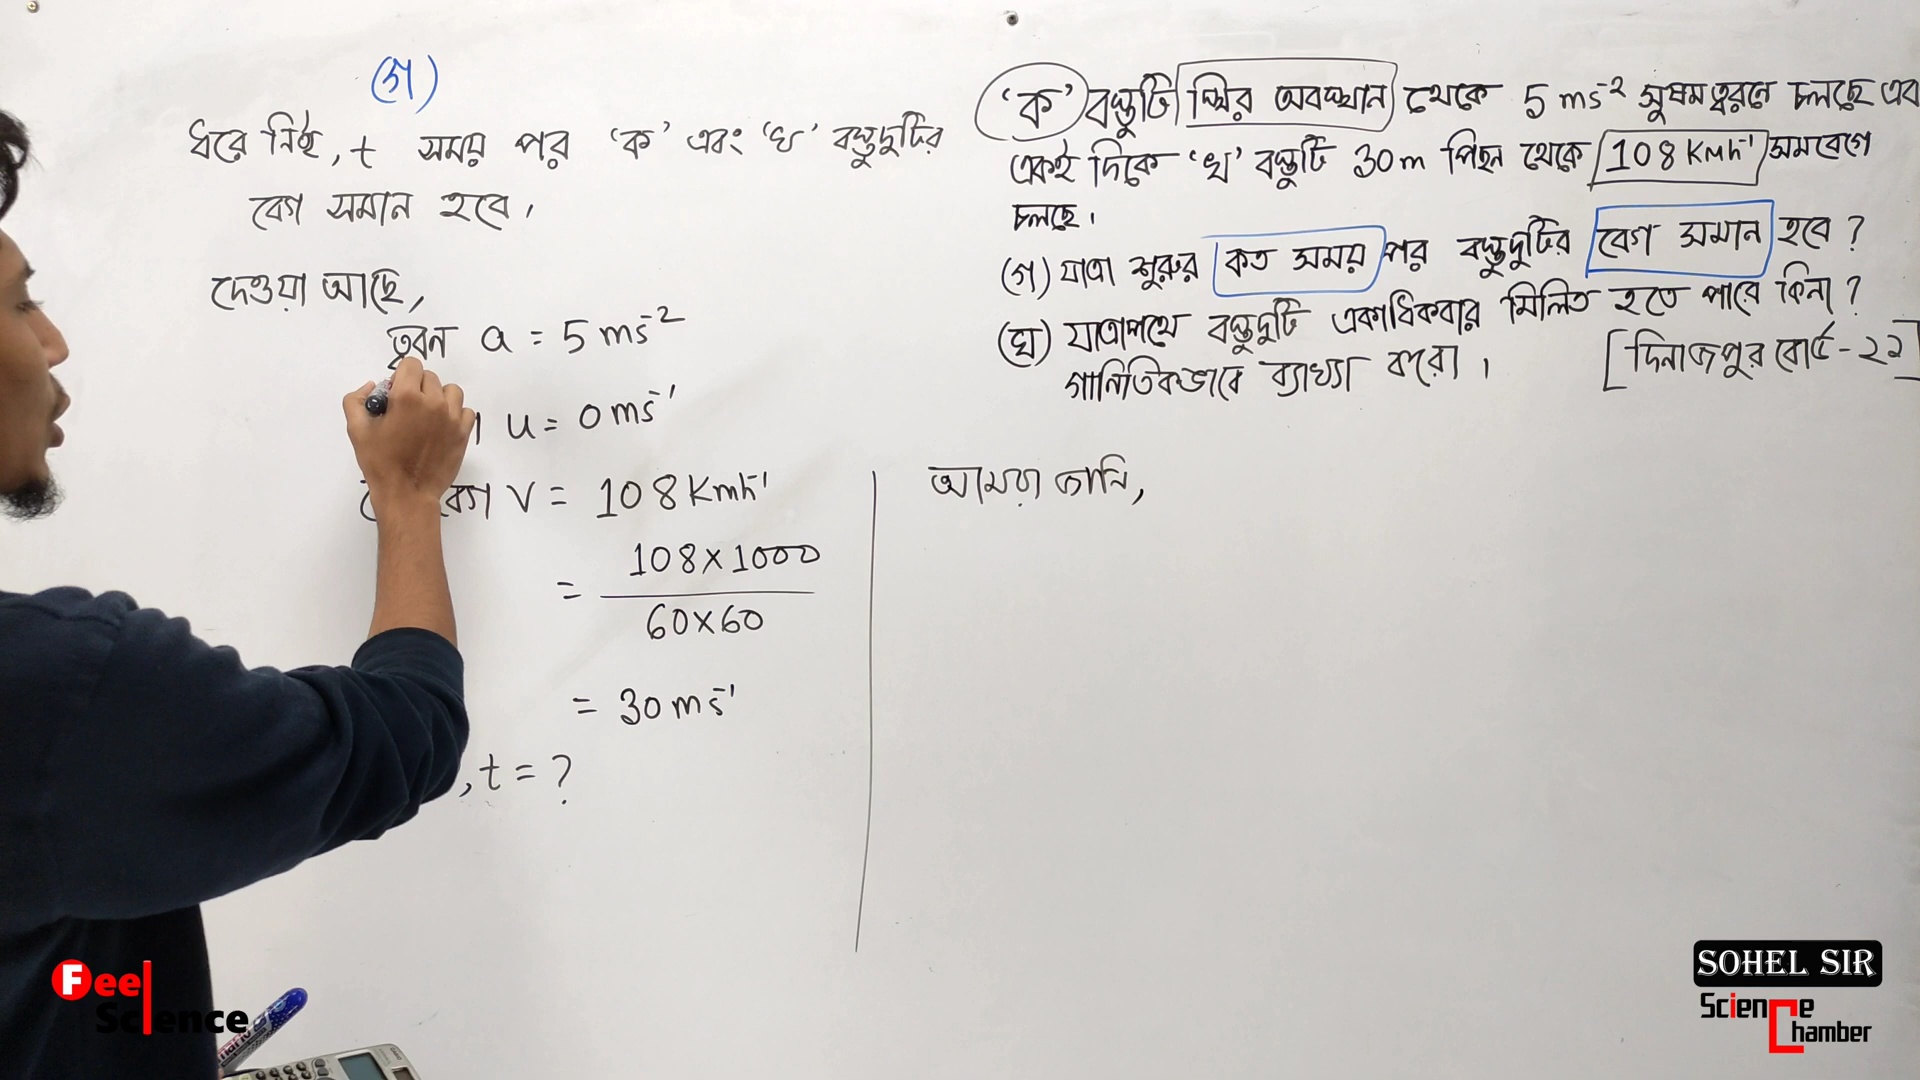 (গ)
ধরে নিই, t সময় পর 'ক' এবং 'খ' বস্তুদুটির
বেগ সমান হবে।
দেওয়া আছে,
ত্বরন a = 5 ms⁻²
u = 0 ms⁻¹
v = 108 Kmh⁻¹
= 108 × 1000 / 60 × 60
= 30 ms⁻¹
, t = ?
আমরা জানি,
'ক' বস্তুটি স্থির অবস্থান থেকে 5 ms⁻² সুষম ত্বরনে চলছে এব
একই দিকে 'খ' বস্তুটি 30m পিছন থেকে 108 Kmh⁻¹ সমবেগে
চলছে।
(গ) যাত্রা শুরুর কত সময় পর বস্তুদুটির বেগ সমান হবে?
(ঘ) যাত্রাপথে বস্তুদুটি একাধিকবার মিলিত হতে পারে কিনা?
গানিতিকভাবে ব্যাখ্যা করো।
[দিনাজপুর বোর্ড - ২২]
Feel Science
SOHEL SIR
Science Chamber